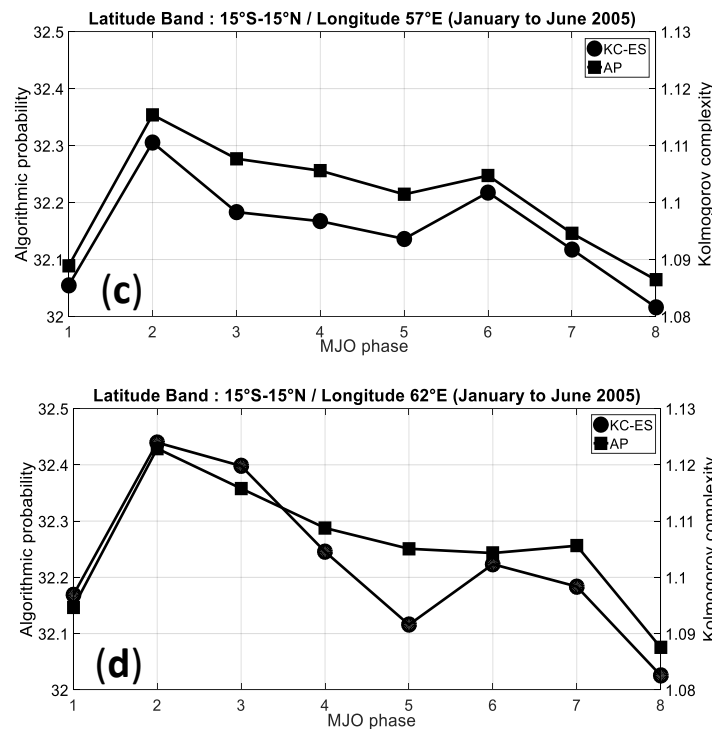 Latitude Band : 15°S-15°N / Longitude 57°E (January to June 2005)
32.5
32.4
32.3
32.2
32.1
32
Algorithmic probability
1.13
1.12
1.11
1.1
1.09
1.08
Kolmogorov complexity
KC-ES
AP
(c)
1 2 3 4 5 6 7 8
MJO phase
Latitude Band : 15°S-15°N / Longitude 62°E (January to June 2005)
32.5
32.4
32.3
32.2
32.1
32
Algorithmic probability
1.13
1.12
1.11
1.1
1.09
1.08
Kolmogorov complexity
KC-ES
AP
(d)
1 2 3 4 5 6 7 8
MJO phase